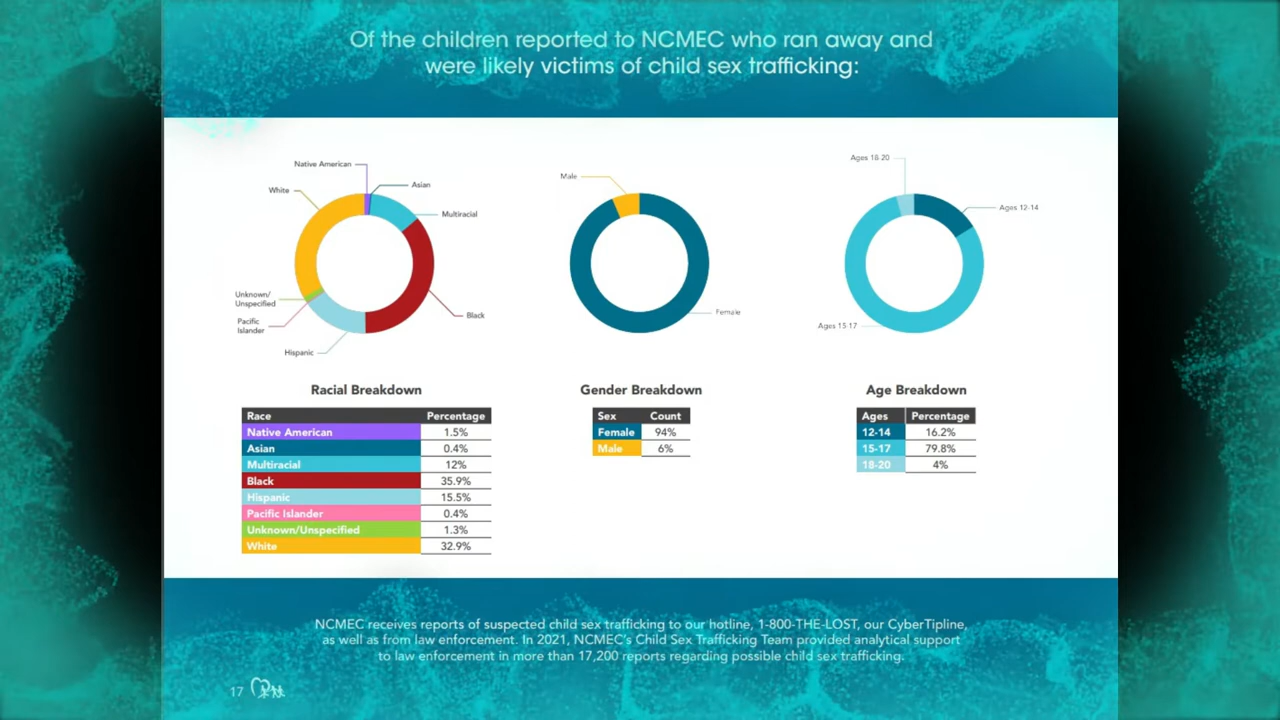 Of the children reported to NCMEC who ran away and
were likely victims of child sex trafficking:
Native American
Asian
White
Multiracial
Unknown/
Unspecified
Pacific
Islander
Black
Hispanic
Male
Female
Ages 18-20
Ages 12-14
Ages 15-17
Racial Breakdown
Race Percentage
Native American 1.5%
Asian 0.4%
Multiracial 12%
Black 35.9%
Hispanic 15.5%
Pacific Islander 0.4%
Unknown/Unspecified 1.3%
White 32.9%
Gender Breakdown
Sex Count
Female 94%
Male 6%
Age Breakdown
Ages Percentage
12-14 16.2%
15-17 79.8%
18-20 4%
NCMEC receives reports of suspected child sex trafficking to our hotline, 1-800-THE-LOST, our CyberTipline,
as well as from law enforcement. In 2021, NCMEC's Child Sex Trafficking Team provided analytical support
to law enforcement in more than 17,200 reports regarding possible child sex trafficking.
17